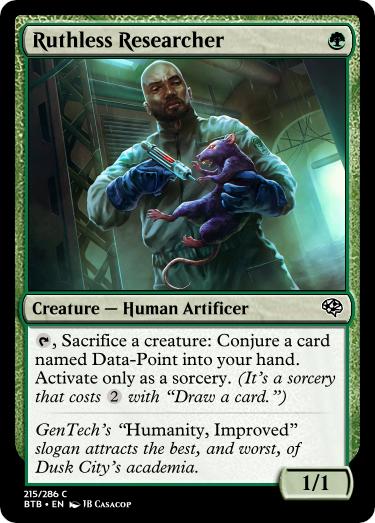 Ruthless Researcher
Creature — Human Artificer
, Sacrifice a creature: Conjure a card
named Data-Point into your hand.
Activate only as a sorcery. (It's a sorcery
that costs 2 with “Draw a card.”)
GenTech's “Humanity, Improved”
slogan attracts the best, and worst, of
Dusk City's academia.
1/1
215/286 C
BTB • EN JB Casacop